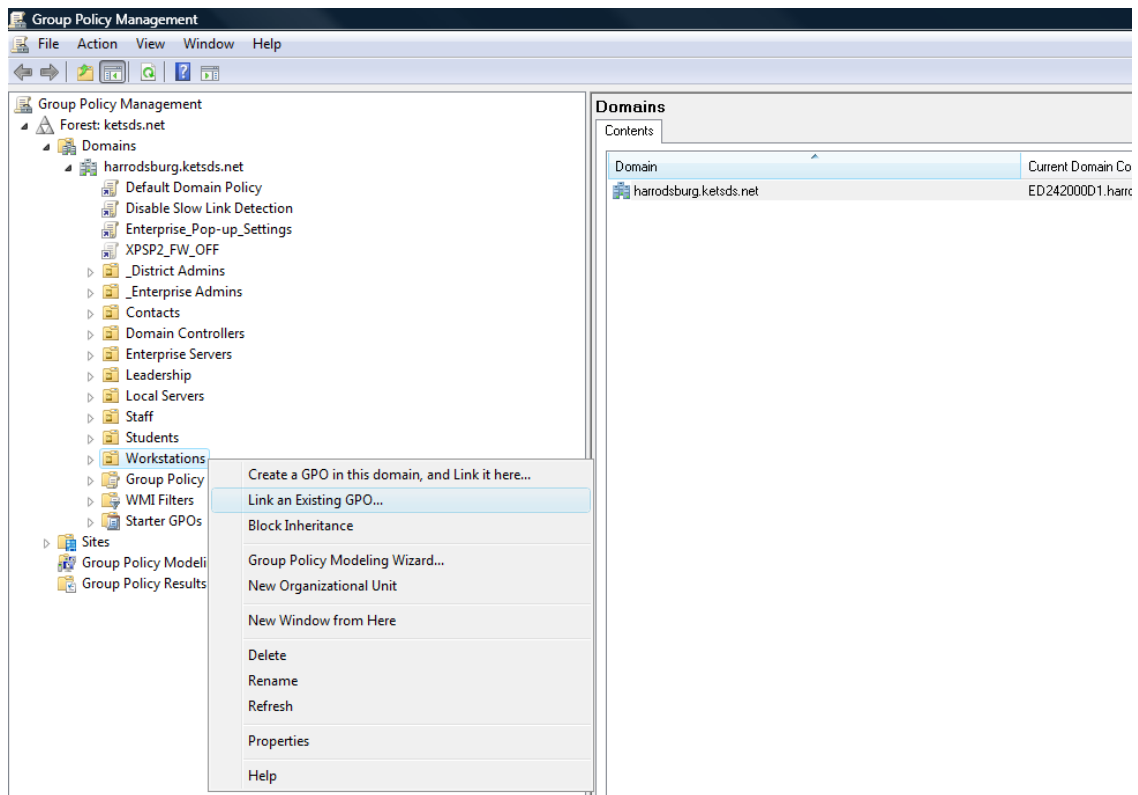 Group Policy Management
File Action View Window Help
Group Policy Management
Forest: ketsds.net
Domains
harrodsburg.ketsds.net
Default Domain Policy
Disable Slow Link Detection
Enterprise_Pop-up_Settings
XPSP2_FW_OFF
_District Admins
_Enterprise Admins
Contacts
Domain Controllers
Enterprise Servers
Leadership
Local Servers
Staff
Students
Workstations
Group Policy
WMI Filters
Starter GPOs
Sites
Group Policy Modeli
Group Policy Results
Create a GPO in this domain, and Link it here...
Link an Existing GPO...
Block Inheritance
Group Policy Modeling Wizard...
New Organizational Unit
New Window from Here
Delete
Rename
Refresh
Properties
Help
Domains
Contents
Domain Current Domain Co
harrodsburg.ketsds.net ED242000D1.harro